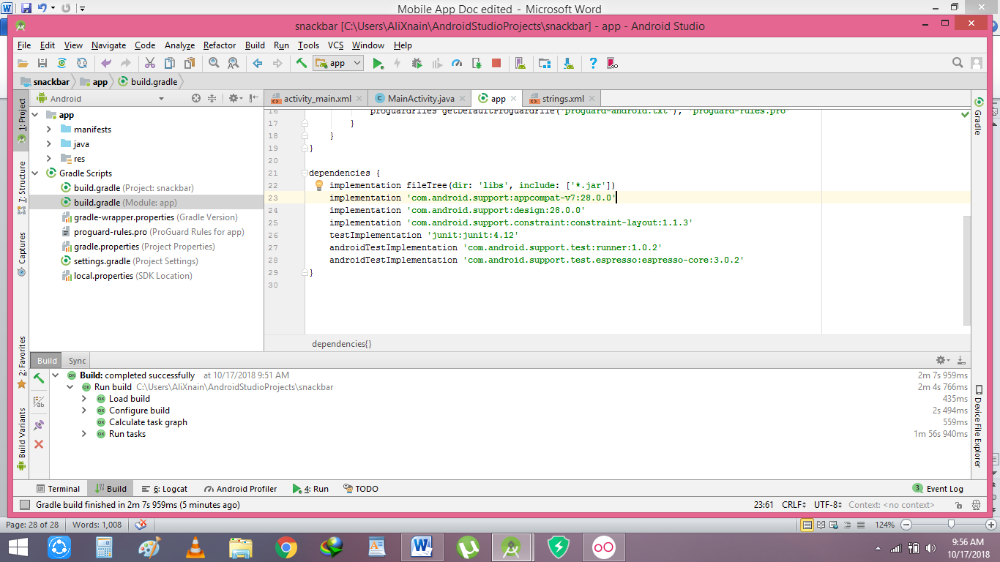 Mobile App Doc edited - Microsoft Word
snackbar [C:\Users\AliXnain\AndroidStudioProjects\snackbar] - app - Android Studio
File Edit View Navigate Code Analyze Refactor Build Run Tools VCS Window Help
app
snackbar app build.gradle
Android
activity_main.xml MainActivity.java app strings.xml
1: Project
7: Structure
Captures
2: Favorites
Build Variants
app
manifests
java
res
Gradle Scripts
build.gradle (Project: snackbar)
build.gradle (Module: app)
gradle-wrapper.properties (Gradle Version)
proguard-rules.pro (ProGuard Rules for app)
gradle.properties (Project Properties)
settings.gradle (Project Settings)
local.properties (SDK Location)
16 proguardFiles getDefaultProguardFile('proguard-android.txt'), 'proguard-rules.pro'
17 }
18 }
19 }
20
21 dependencies {
22 implementation fileTree(dir: 'libs', include: ['*.jar'])
23 implementation 'com.android.support:appcompat-v7:28.0.0'
24 implementation 'com.android.support:design:28.0.0'
25 implementation 'com.android.support.constraint:constraint-layout:1.1.3'
26 testImplementation 'junit:junit:4.12'
27 androidTestImplementation 'com.android.support.test:runner:1.0.2'
28 androidTestImplementation 'com.android.support.test.espresso:espresso-core:3.0.2'
29 }
30
dependencies{}
Gradle
Device File Explorer
Build Sync
Build: completed successfully at 10/17/2018 9:51 AM 2m 7s 959ms
Run build C:\Users\AliXnain\AndroidStudioProjects\snackbar 2m 4s 766ms
Load build 435ms
Configure build 2s 494ms
Calculate task graph 559ms
Run tasks 1m 56s 940ms
Terminal Build 6: Logcat Android Profiler 4: Run TODO 3 Event Log
Gradle build finished in 2m 7s 959ms (5 minutes ago) 23:61 CRLF UTF-8 Context: <no context>
Page: 28 of 28 Words: 1,008 124%
9:56 AM
10/17/2018